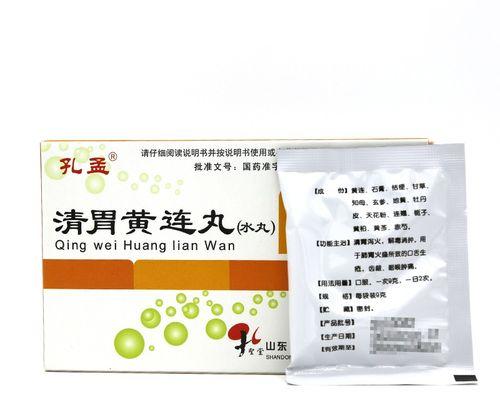 请仔细阅读说明书并按说明书使用或
批准文号：国药准字
孔孟®
清胃黄连丸(水丸)
Qing wei Huang lian Wan
圣堂 山东
SHANDON
【成 份】黄连、石膏、桔梗、甘草、
知母、玄参、地黄、牡丹
皮、天花粉、连翘、栀子、
黄柏、黄芩、赤芍。
【功能主治】清胃泻火，解毒消肿。用
于肺胃火盛所致的口舌生
疮，齿龈、咽喉肿痛。
【用法用量】口服，一次9克，一日2次。
【规 格】每袋装9克
【贮 藏】密封。
【产品批号】
【生产日期】
【有效期至】